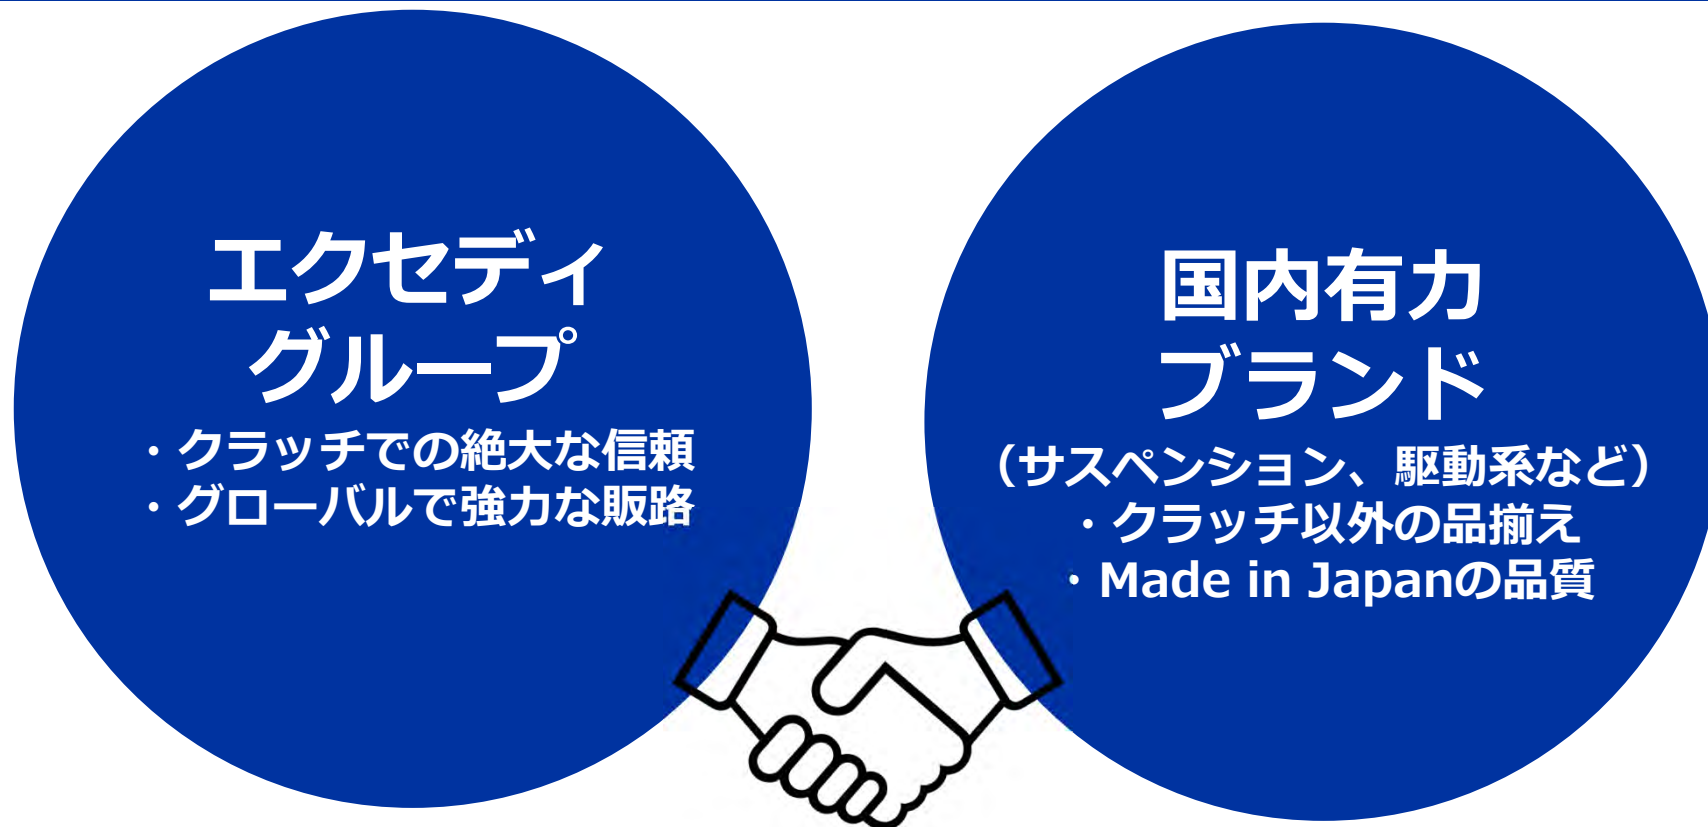 エクセディ
グループ
・クラッチでの絶大な信頼
・グローバルで強力な販路
国内有力
ブランド
（サスペンション、駆動系など）
・クラッチ以外の品揃え
・Made in Japanの品質